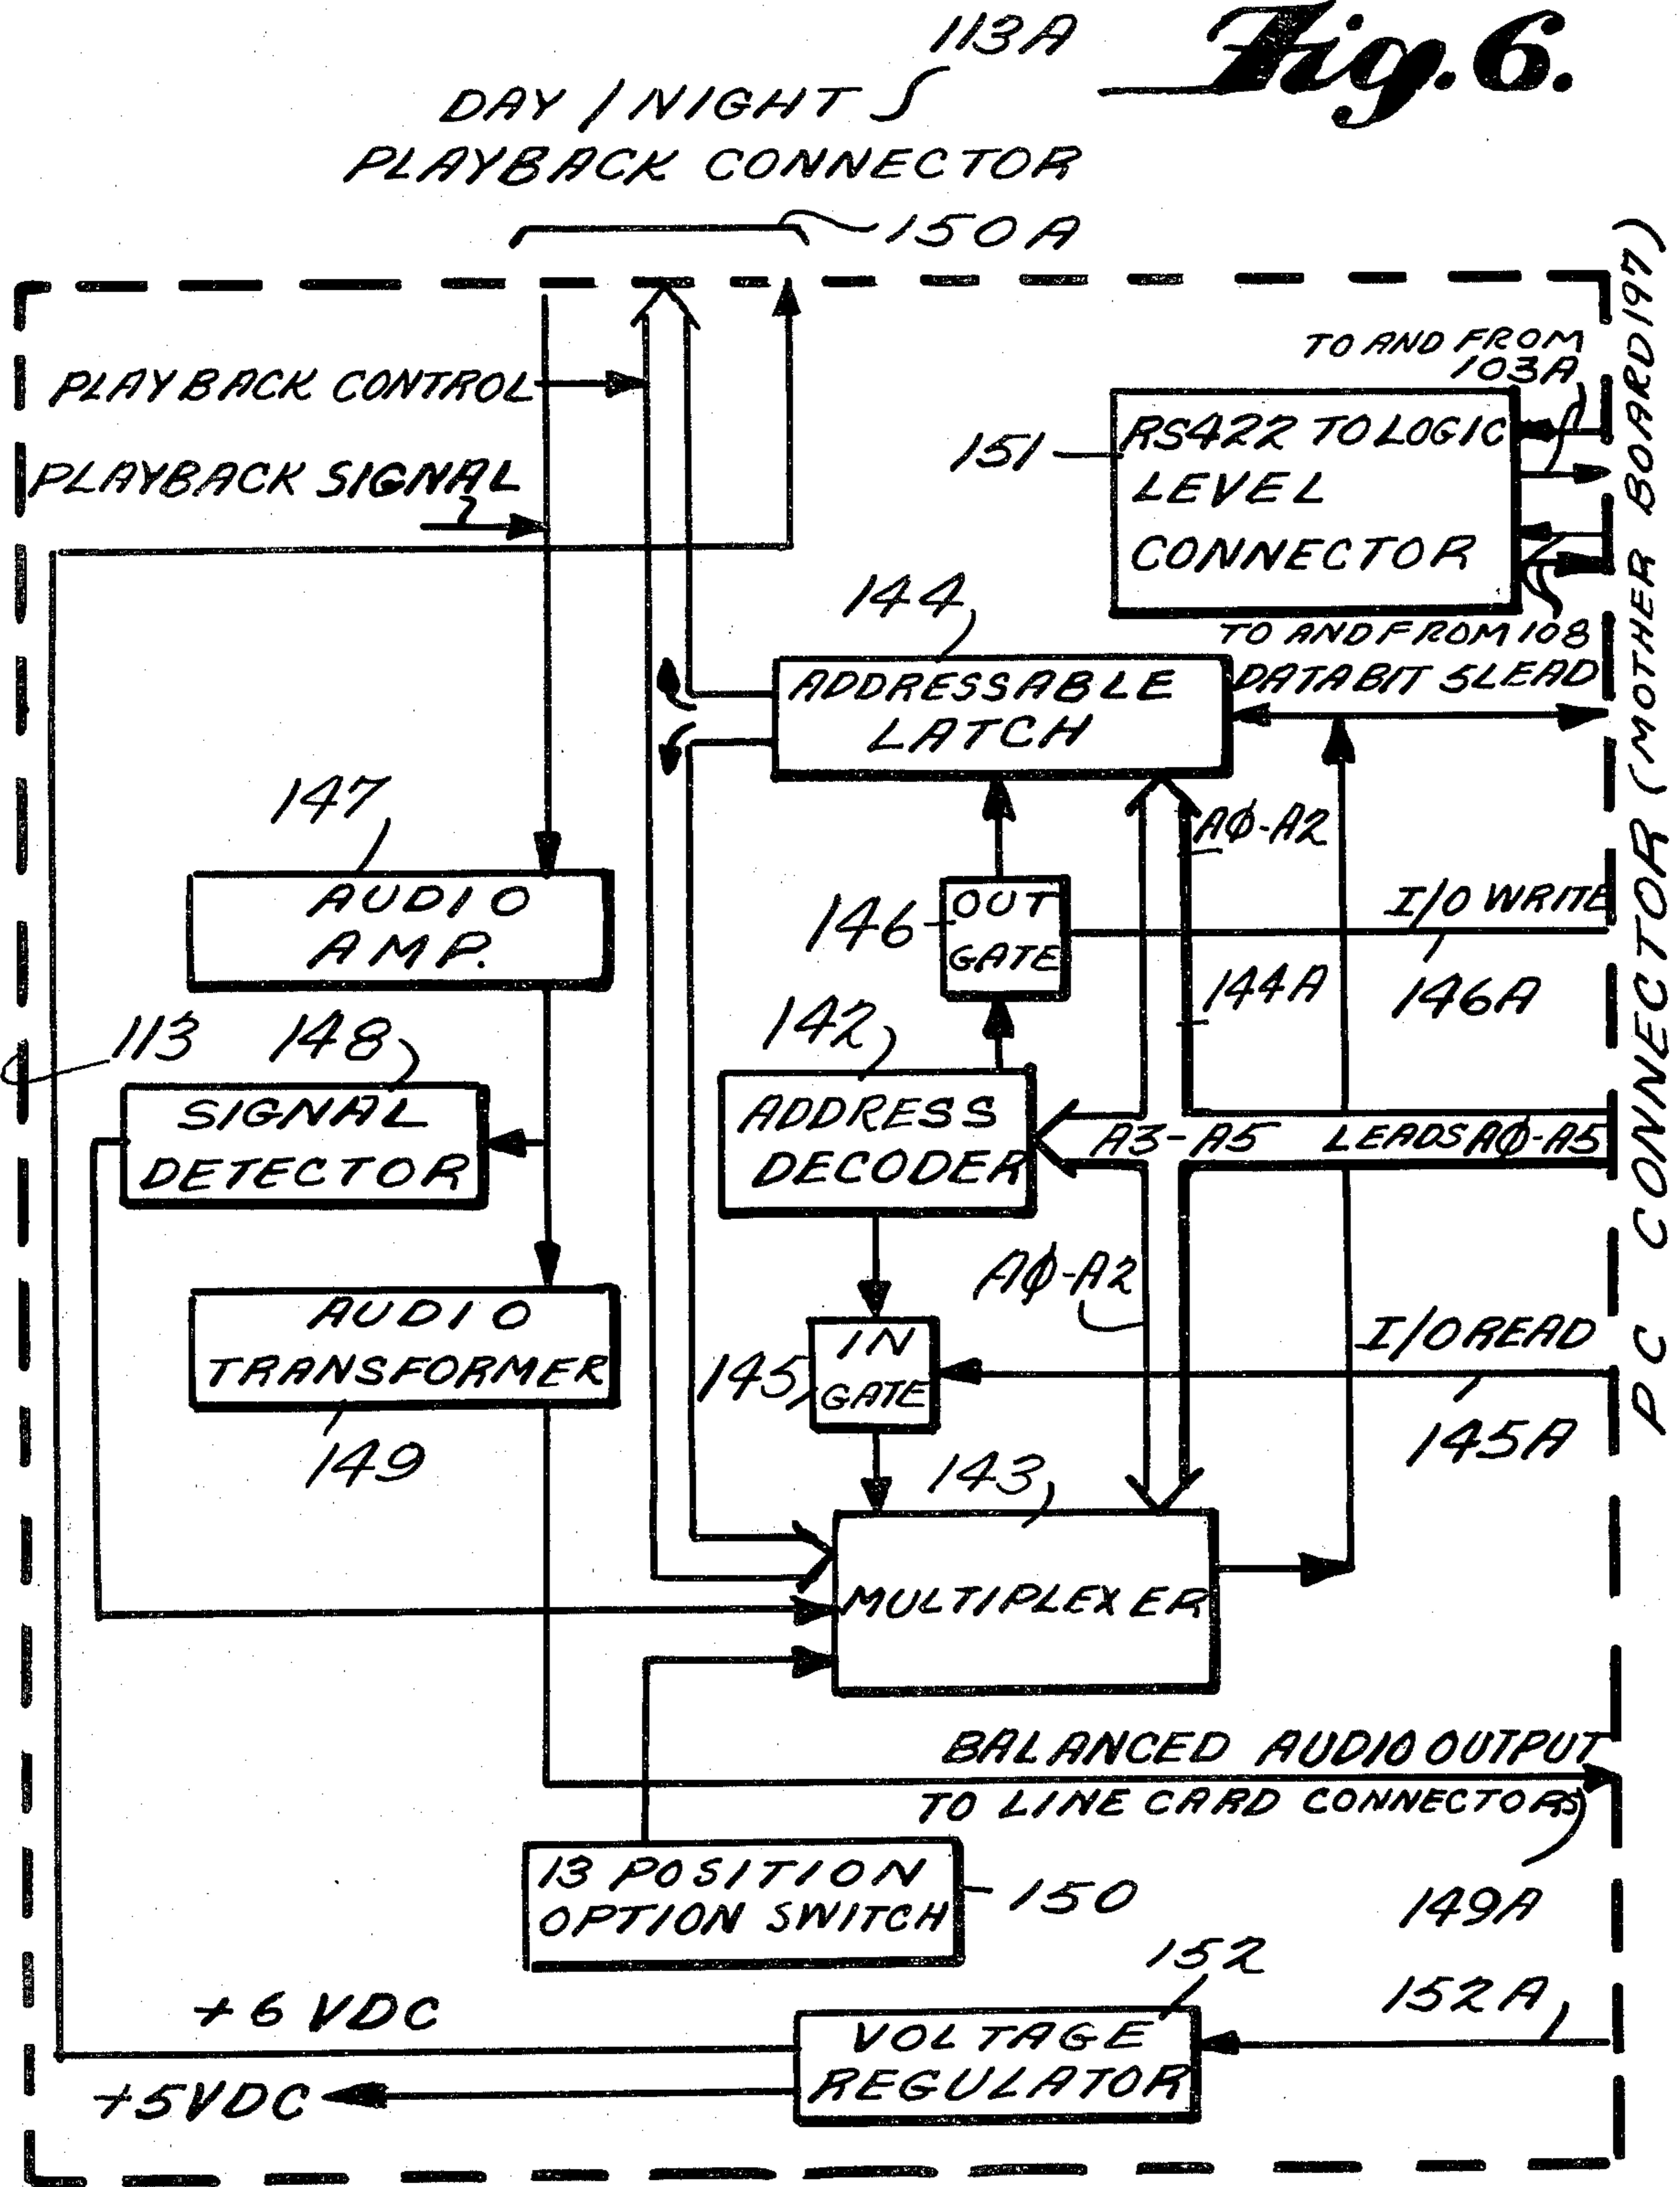 Fig. 6.
113A
DAY / NIGHT
PLAYBACK CONNECTOR
150A
PLAYBACK CONTROL
PLAYBACK SIGNAL
TO AND FROM
103A
151
RS422 TO LOGIC
LEVEL
CONNECTOR
TO AND FROM 108
PC CONNECTOR (MOTHER BOARD 197)
144
ADDRESSABLE
LATCH
DATA BIT 5 LEAD
147
AUDIO
AMP.
146
OUT
GATE
AØ-A2
I/O WRITE
146A
144A
113
148
SIGNAL
DETECTOR
142
ADDRESS
DECODER
A3-A5
LEADS AØ-A5
AUDIO
TRANSFORMER
149
AØ-A2
145
IN
GATE
I/O READ
145A
143
MULTIPLEXER
BALANCED AUDIO OUTPUT
TO LINE CARD CONNECTORS
149A
13 POSITION
OPTION SWITCH
150
152
VOLTAGE
REGULATOR
152A
+6 VDC
+5VDC